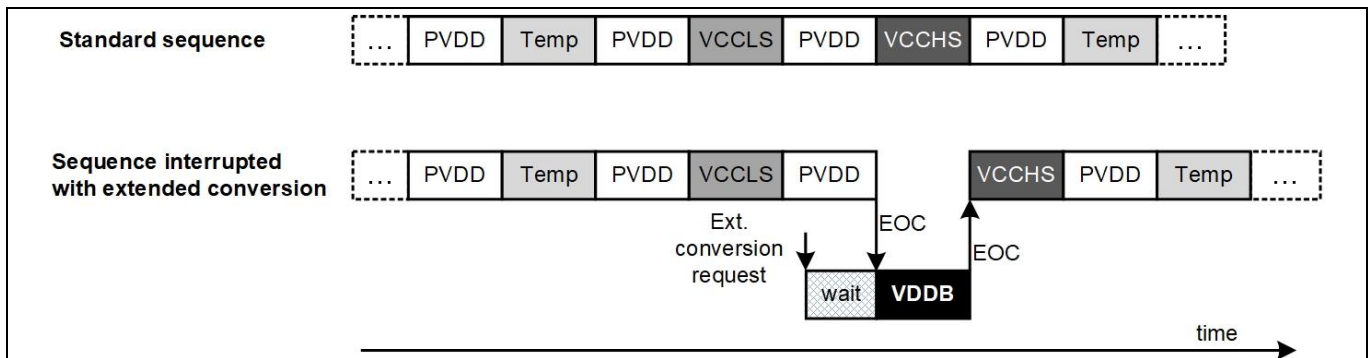 Standard sequence
... PVDD Temp PVDD VCCLS PVDD VCCHS PVDD Temp ...
Sequence interrupted
with extended conversion
... PVDD Temp PVDD VCCLS PVDD VCCHS PVDD Temp ...
Ext.
conversion
request
EOC
EOC
wait VDDB
time